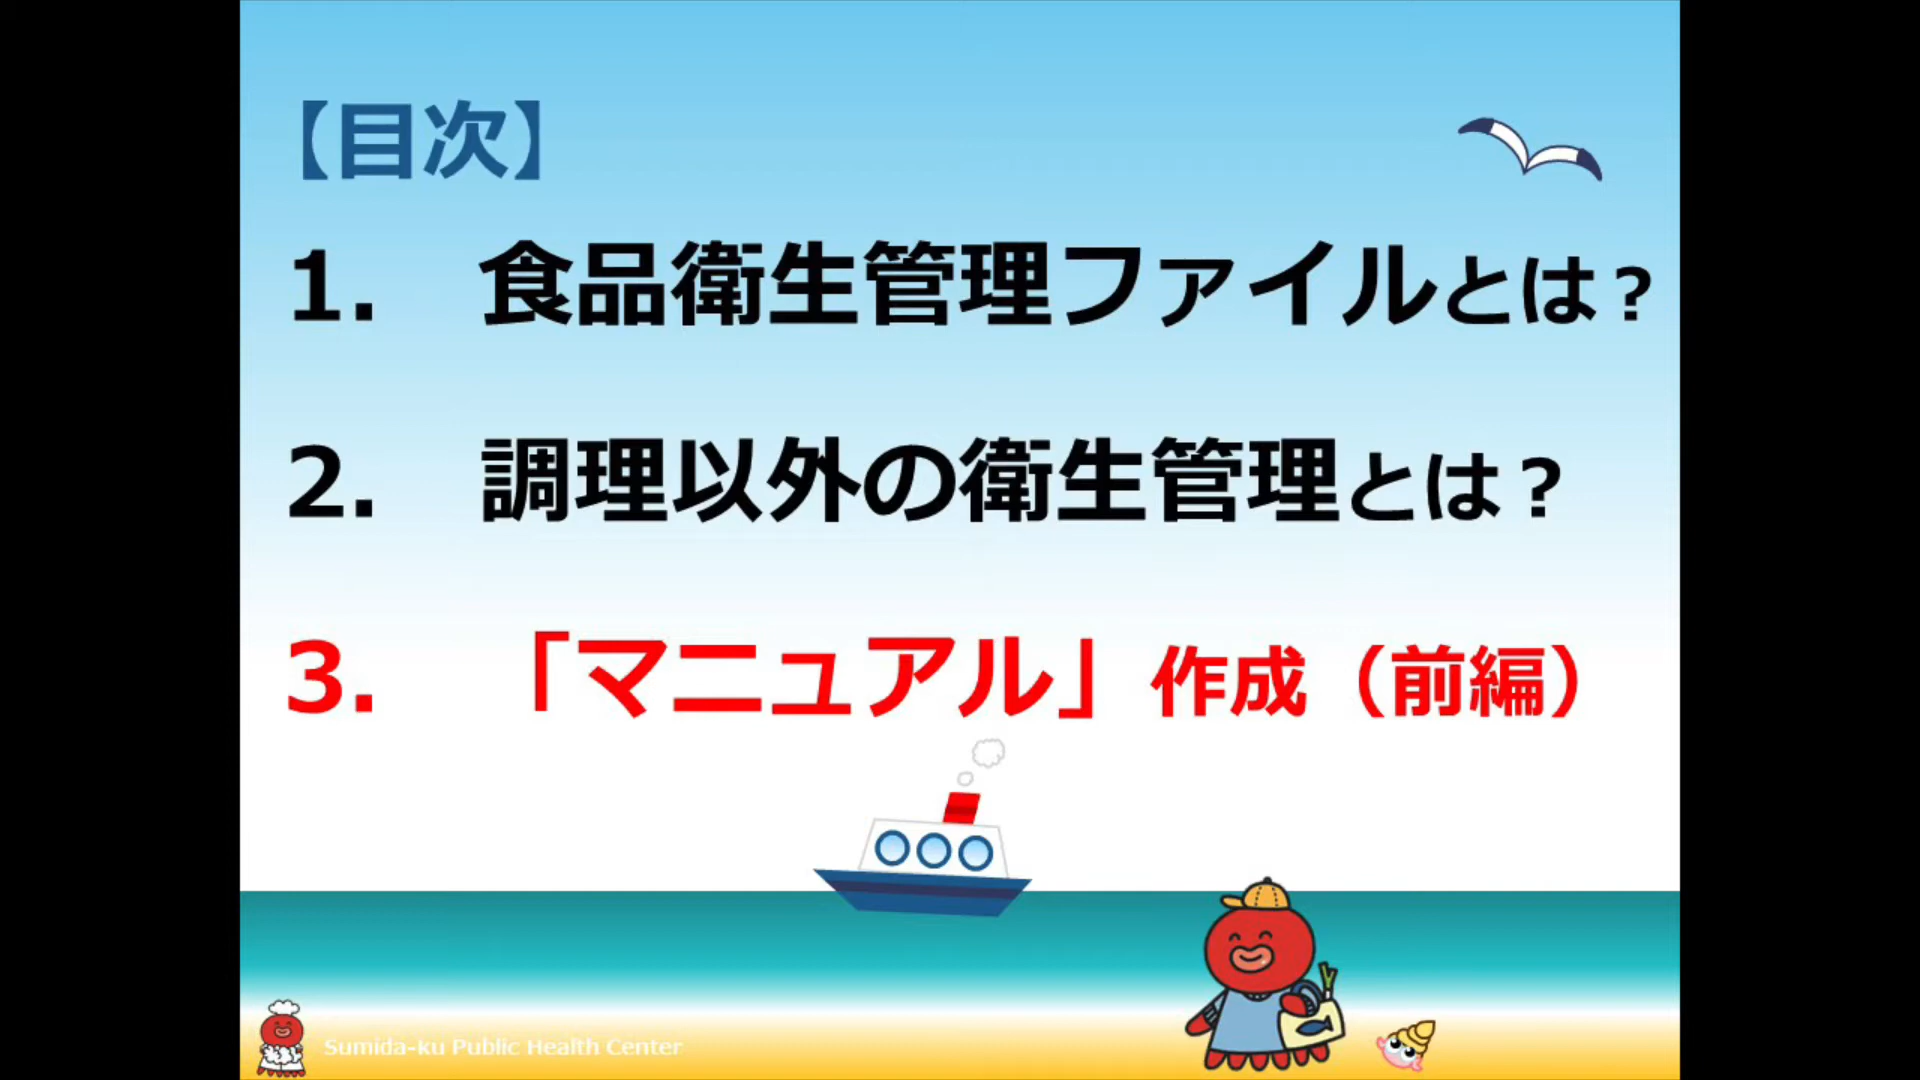 【目次】
1. 食品衛生管理ファイルとは？
2. 調理以外の衛生管理とは？
3. 「マニュアル」作成（前編）
Sumida-ku Public Health Center